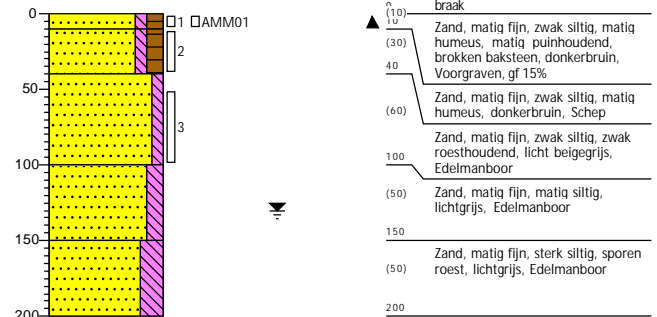 0
50
100
150
200
1 AMM01
2
3
braak
(10)
10
Zand, matig fijn, zwak siltig, matig
humeus, matig puinhoudend,
brokken baksteen, donkerbruin,
Voorgraven, gf 15%
(30)
40
Zand, matig fijn, zwak siltig, matig
humeus, donkerbruin, Schep
(60)
Zand, matig fijn, zwak siltig, zwak
roesthoudend, licht beigegrijs,
Edelmanboor
100
Zand, matig fijn, matig siltig,
lichtgrijs, Edelmanboor
(50)
150
Zand, matig fijn, sterk siltig, sporen
roest, lichtgrijs, Edelmanboor
(50)
200